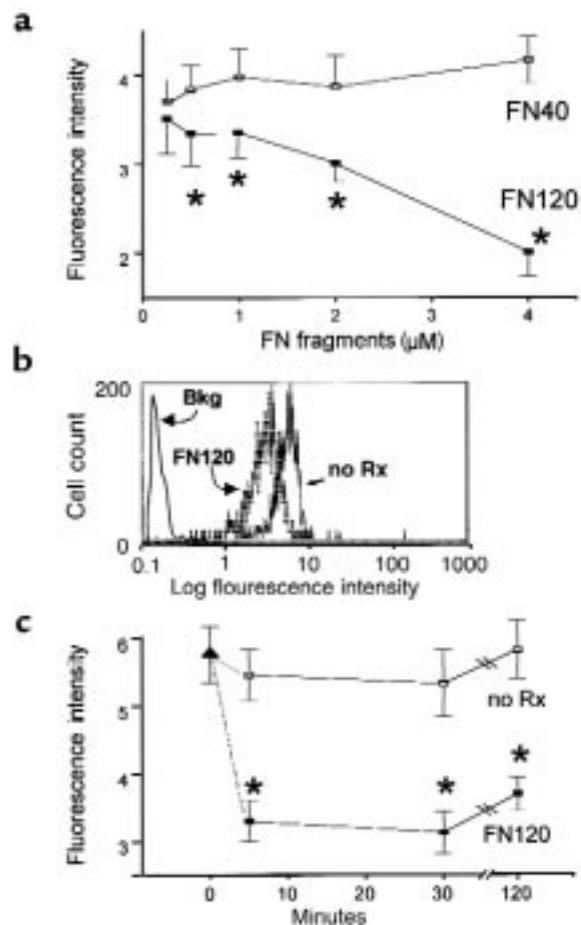 a
Fluorescence intensity
4
3
2
FN40
FN120
*
*
*
*
0
1
2
3
4
FN fragments (µM)
b
Cell count
200
0
Bkg
FN120
no Rx
0.1
1
10
100
1000
Log flourescence intensity
c
Fluorescence intensity
6
5
4
3
no Rx
*
*
*
FN120
0
10
20
30
120
Minutes